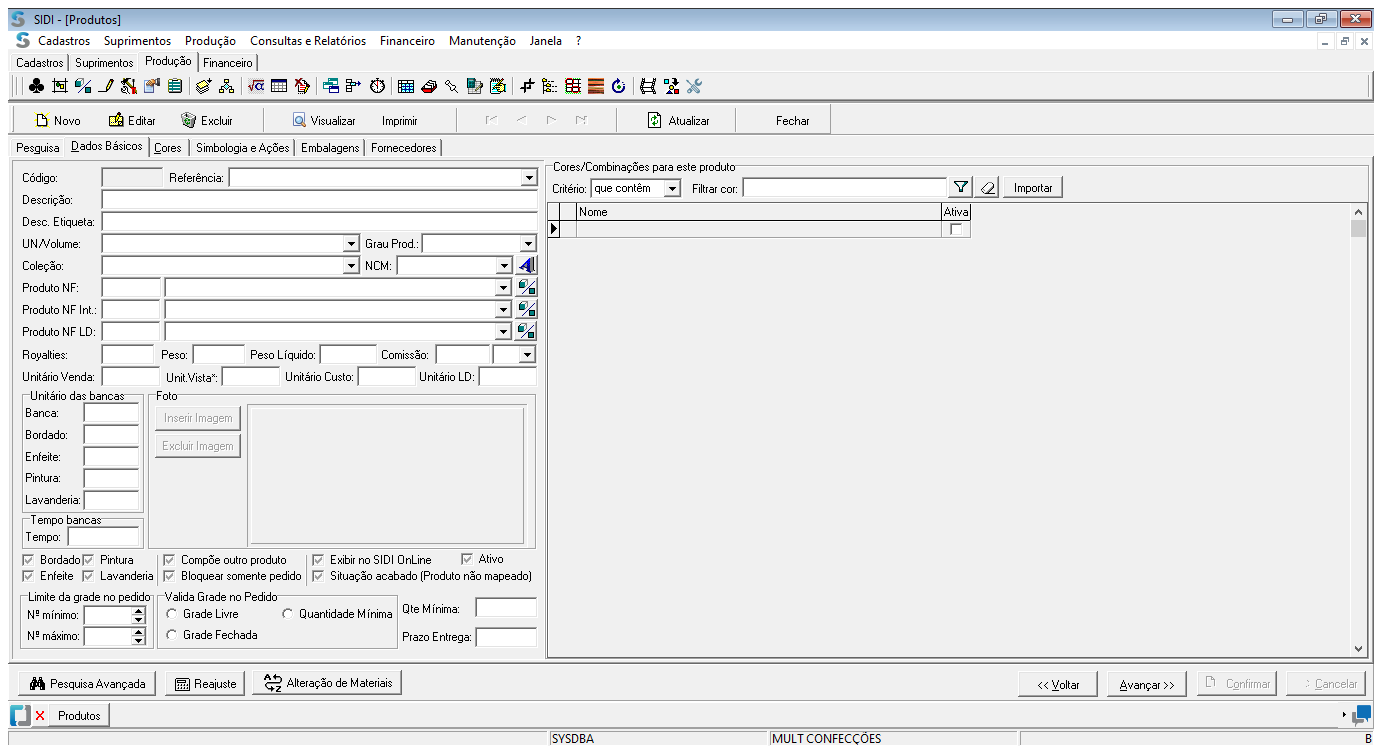 SIDI - [Produtos]
Cadastros Suprimentos Produção Consultas e Relatórios Financeiro Manutenção Janela ?
Cadastros Suprimentos Produção Financeiro
Novo Editar Excluir Visualizar Imprimir Atualizar Fechar
Pesquisa Dados Básicos Cores Simbologia e Ações Embalagens Fornecedores
Código: Referência:
Descrição:
Desc. Etiqueta:
UN/Volume: Grau Prod.:
Coleção: NCM:
Produto NF:
Produto NF Int.:
Produto NF LD:
Royalties: Peso: Peso Líquido: Comissão:
Unitário Venda: Unit.Vista*: Unitário Custo: Unitário LD:
Unitário das bancas
Banca:
Bordado:
Enfeite:
Pintura:
Lavanderia:
Foto
Inserir Imagem
Excluir Imagem
Tempo bancas
Tempo:
Bordado Pintura Compõe outro produto Exibir no SIDI OnLine Ativo
Enfeite Lavanderia Bloquear somente pedido Situação acabado (Produto não mapeado)
Limite da grade no pedido
Nº mínimo:
Nº máximo:
Valida Grade no Pedido
Grade Livre Quantidade Mínima
Grade Fechada
Qte Mínima:
Prazo Entrega:
Cores/Combinações para este produto
Critério: que contêm Filtrar cor: Importar
Nome Ativa
Pesquisa Avançada Reajuste Alteração de Materiais << Voltar Avançar >> Confirmar Cancelar
Produtos
SYSDBA MULT CONFECÇÕES B